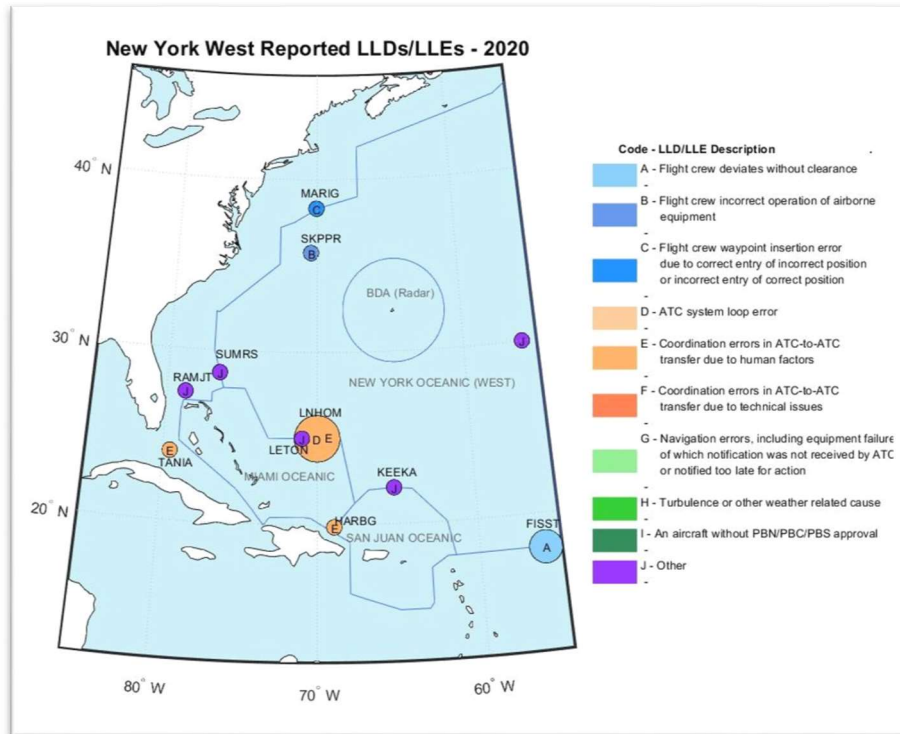 New York West Reported LLDs/LLEs - 2020
40° N
30° N
20° N
80° W
70° W
60° W
MARIG
C
SKPPR
B
BDA (Radar)
J
SUMRS
J
RAMJT
J
NEW YORK OCEANIC (WEST)
LNHOM
J D E
LETON
E
TANIA
MIAMI OCEANIC
KEEKA
J
E HARBG
SAN JUAN OCEANIC
FISST
A
Code - LLD/LLE Description
A - Flight crew deviates without clearance
-
B - Flight crew incorrect operation of airborne
equipment
-
C - Flight crew waypoint insertion error
due to correct entry of incorrect position
or incorrect entry of correct position
-
D - ATC system loop error
-
E - Coordination errors in ATC-to-ATC
transfer due to human factors
-
F - Coordination errors in ATC-to-ATC
transfer due to technical issues
-
G - Navigation errors, including equipment failure
of which notification was not received by ATC
or notified too late for action
-
H - Turbulence or other weather related cause
-
I - An aircraft without PBN/PBC/PBS approval
-
J - Other
-